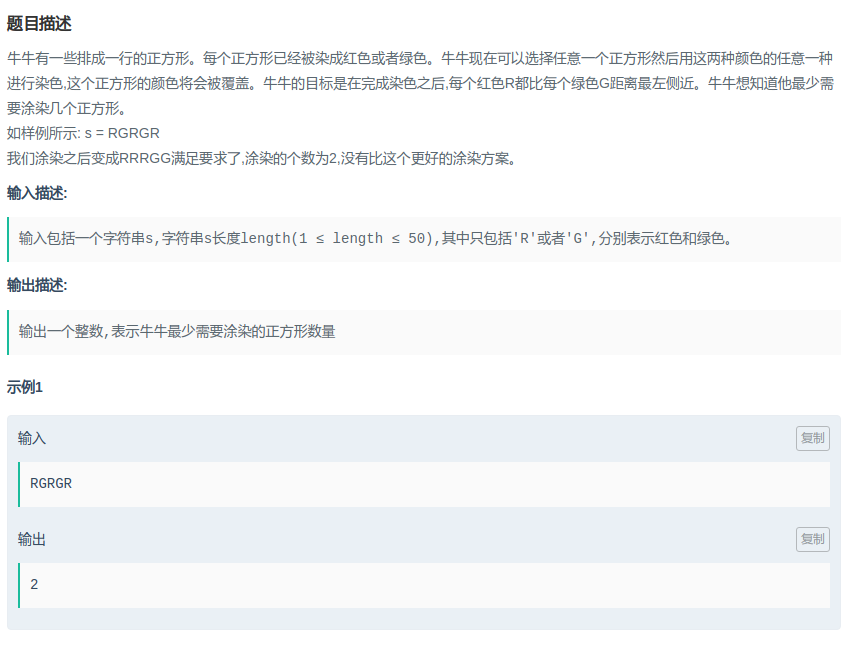 题目描述
牛牛有一些排成一行的正方形。每个正方形已经被染成红色或者绿色。牛牛现在可以选择任意一个正方形然后用这两种颜色的任意一种
进行染色,这个正方形的颜色将会被覆盖。牛牛的目标是在完成染色之后,每个红色R都比每个绿色G距离最左侧近。牛牛想知道他最少需
要涂染几个正方形。
如样例所示: s = RGRGR
我们涂染之后变成RRRGG满足要求了,涂染的个数为2,没有比这个更好的涂染方案。
输入描述:
输入包括一个字符串s,字符串s长度length(1 ≤ length ≤ 50),其中只包括'R'或者'G',分别表示红色和绿色。
输出描述:
输出一个整数,表示牛牛最少需要涂染的正方形数量
示例1
输入
复制
RGRGR
输出
复制
2